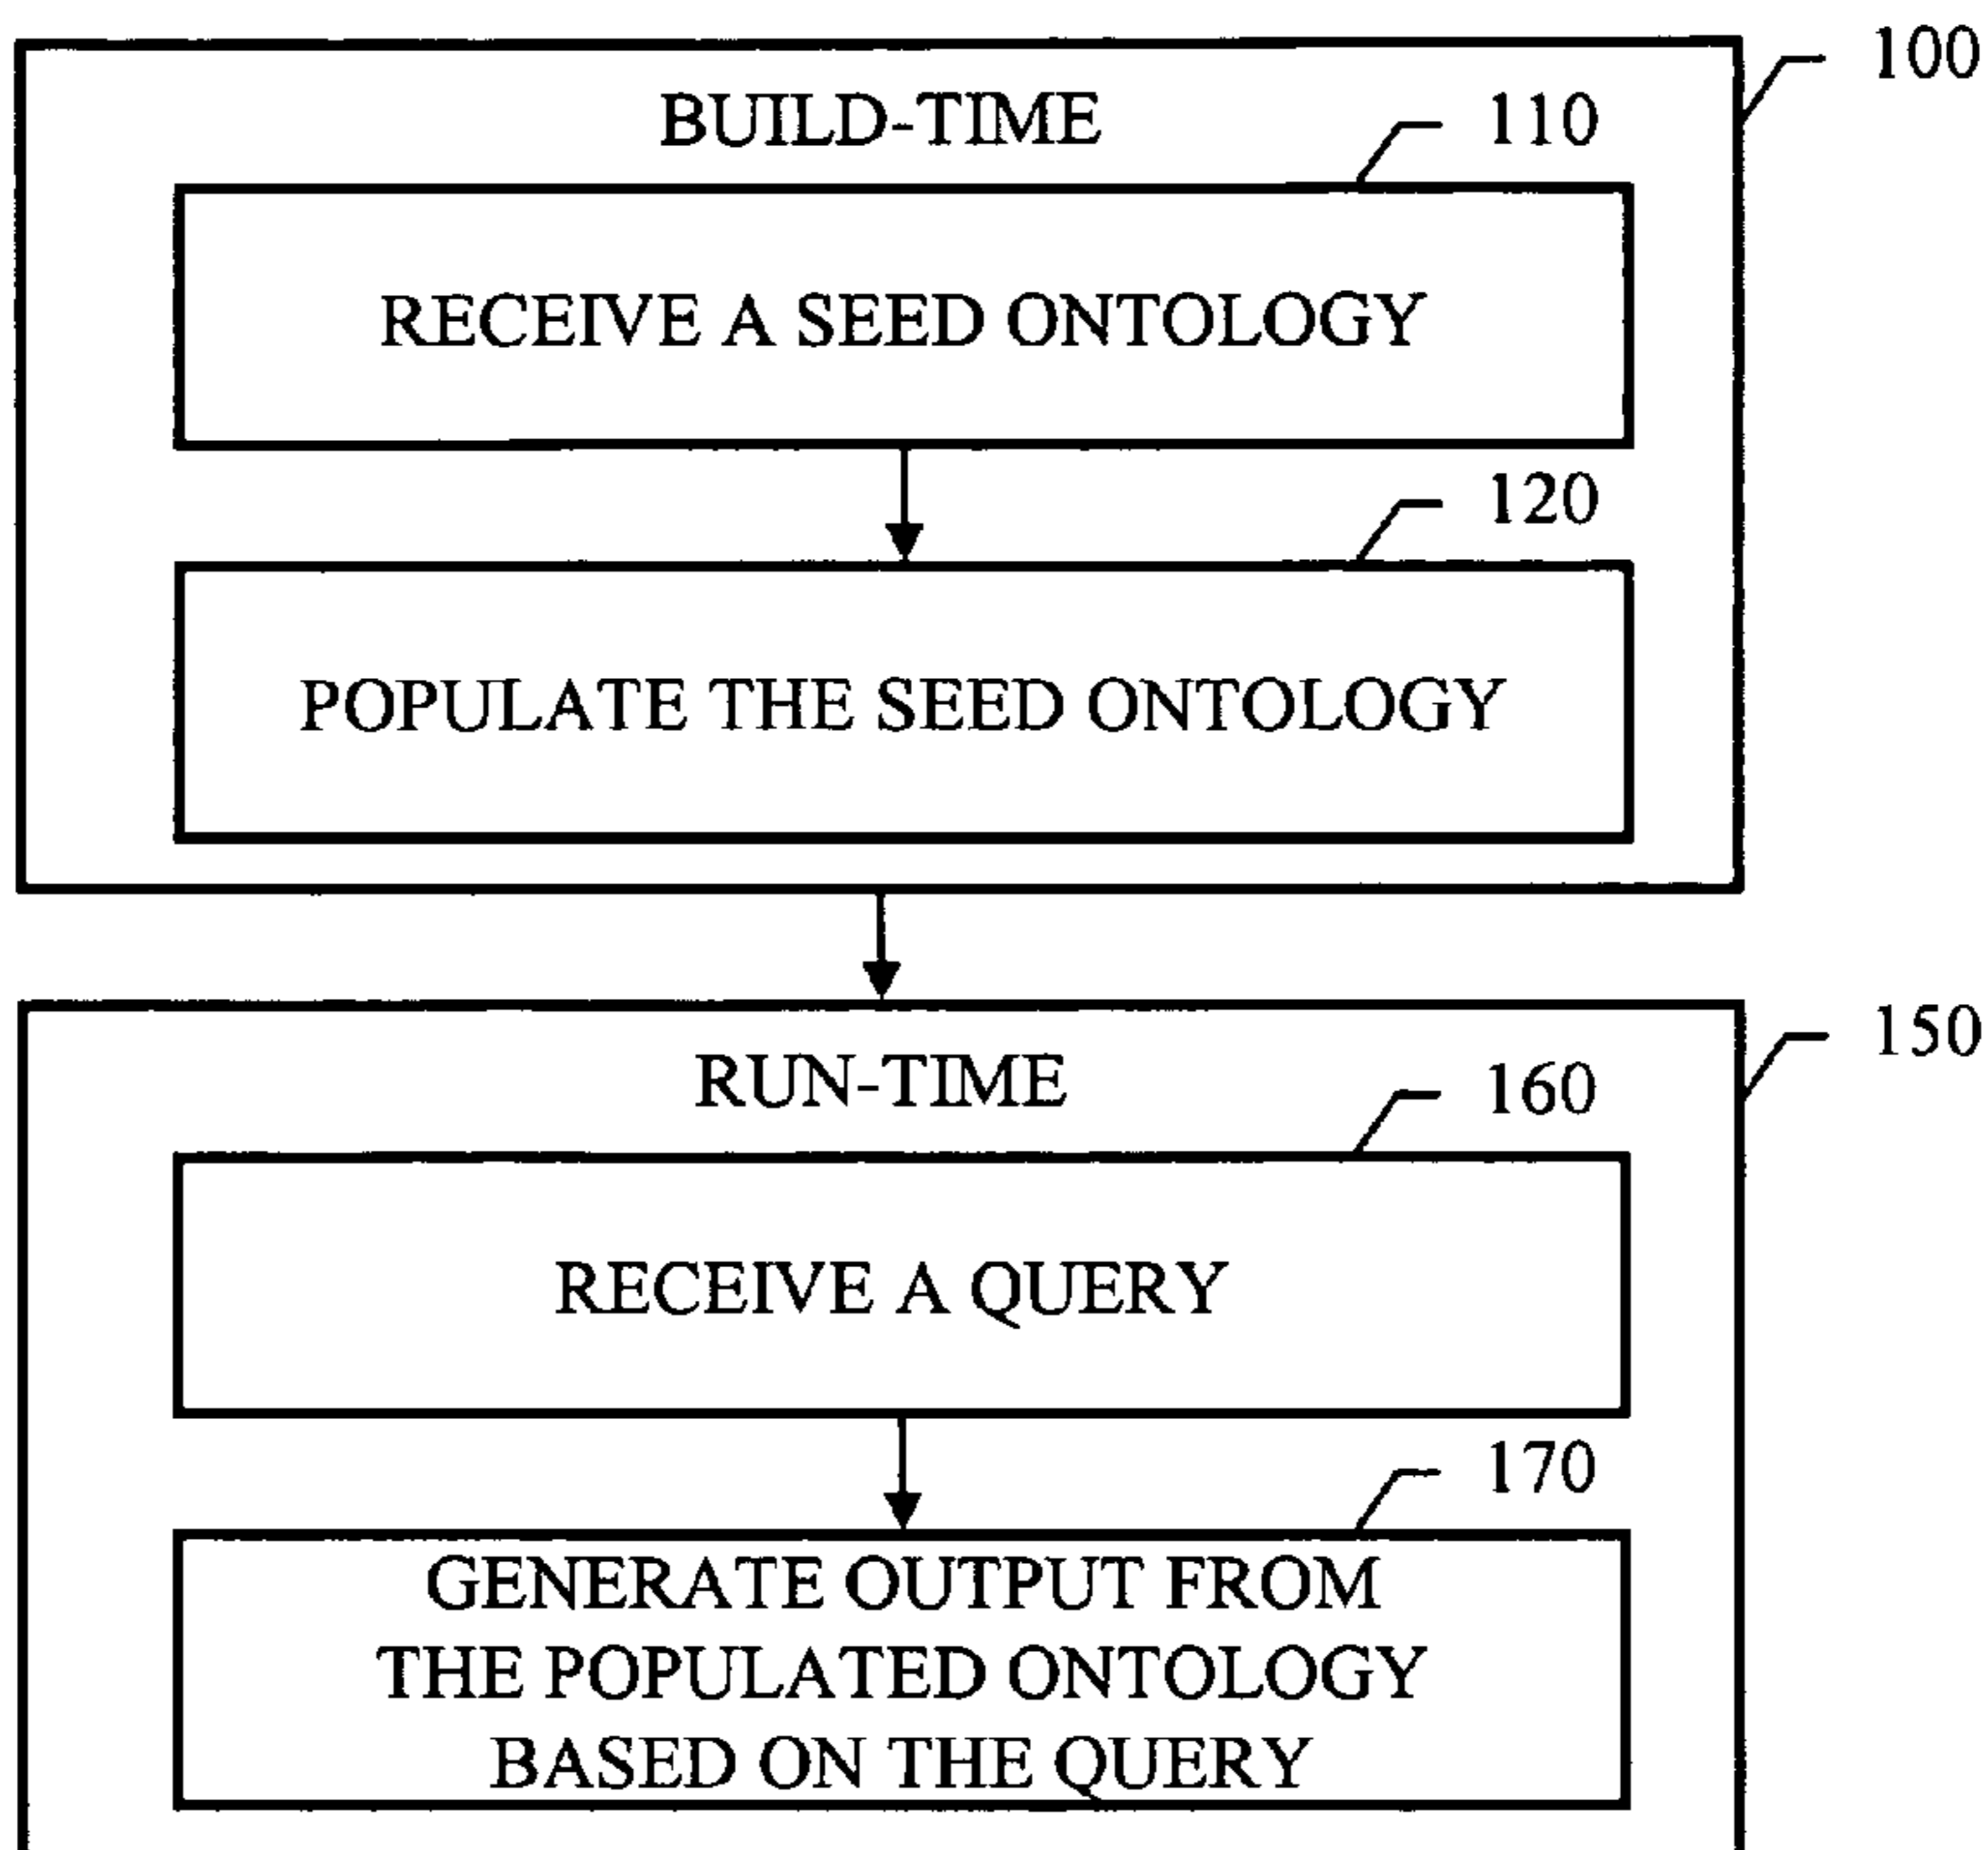 100
BUILD-TIME
110
RECEIVE A SEED ONTOLOGY
120
POPULATE THE SEED ONTOLOGY
150
RUN-TIME
160
RECEIVE A QUERY
170
GENERATE OUTPUT FROM
THE POPULATED ONTOLOGY
BASED ON THE QUERY